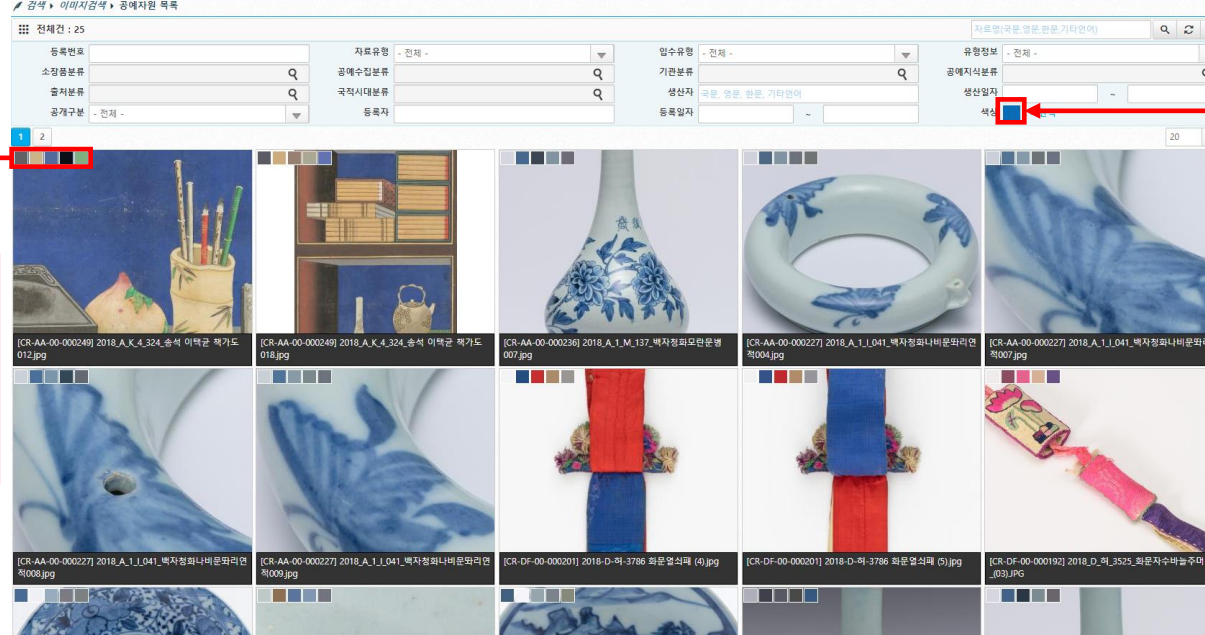 검색 ▸ 이미지검색 ▸ 공예자원 목록
전체건 : 25
자료명(국문,영문,한문,기타언어)
등록번호 자료유형 - 전체 - 입수유형 - 전체 - 유형정보 - 전체 -
소장품분류 공예수집분류 기관분류 공예지식분류
출처분류 국적시대분류 생산자 국문, 영문, 한문, 기타언어 생산일자 ~
공개구분 - 전체 - 등록자 등록일자 ~ 색상
1 2
20
[CR-AA-00-000249] 2018_A_K_4_324_송석 이택균 책가도
012.jpg
[CR-AA-00-000249] 2018_A_K_4_324_송석 이택균 책가도
018.jpg
[CR-AA-00-000236] 2018_A_1_M_137_백자청화모란문병
007.jpg
[CR-AA-00-000227] 2018_A_1_I_041_백자청화나비문똬리연
적004.jpg
[CR-AA-00-000227] 2018_A_1_I_041_백자청화나비문똬리
적007.jpg
[CR-AA-00-000227] 2018_A_1_I_041_백자청화나비문똬리연
적008.jpg
[CR-AA-00-000227] 2018_A_1_I_041_백자청화나비문똬리연
적009.jpg
[CR-DF-00-000201] 2018-D-허-3786 화문열쇠패 (4).jpg
[CR-DF-00-000201] 2018-D-허-3786 화문열쇠패 (5).jpg
[CR-DF-00-000192] 2018_D_허_3525_화문자수바늘주머
_(03).JPG